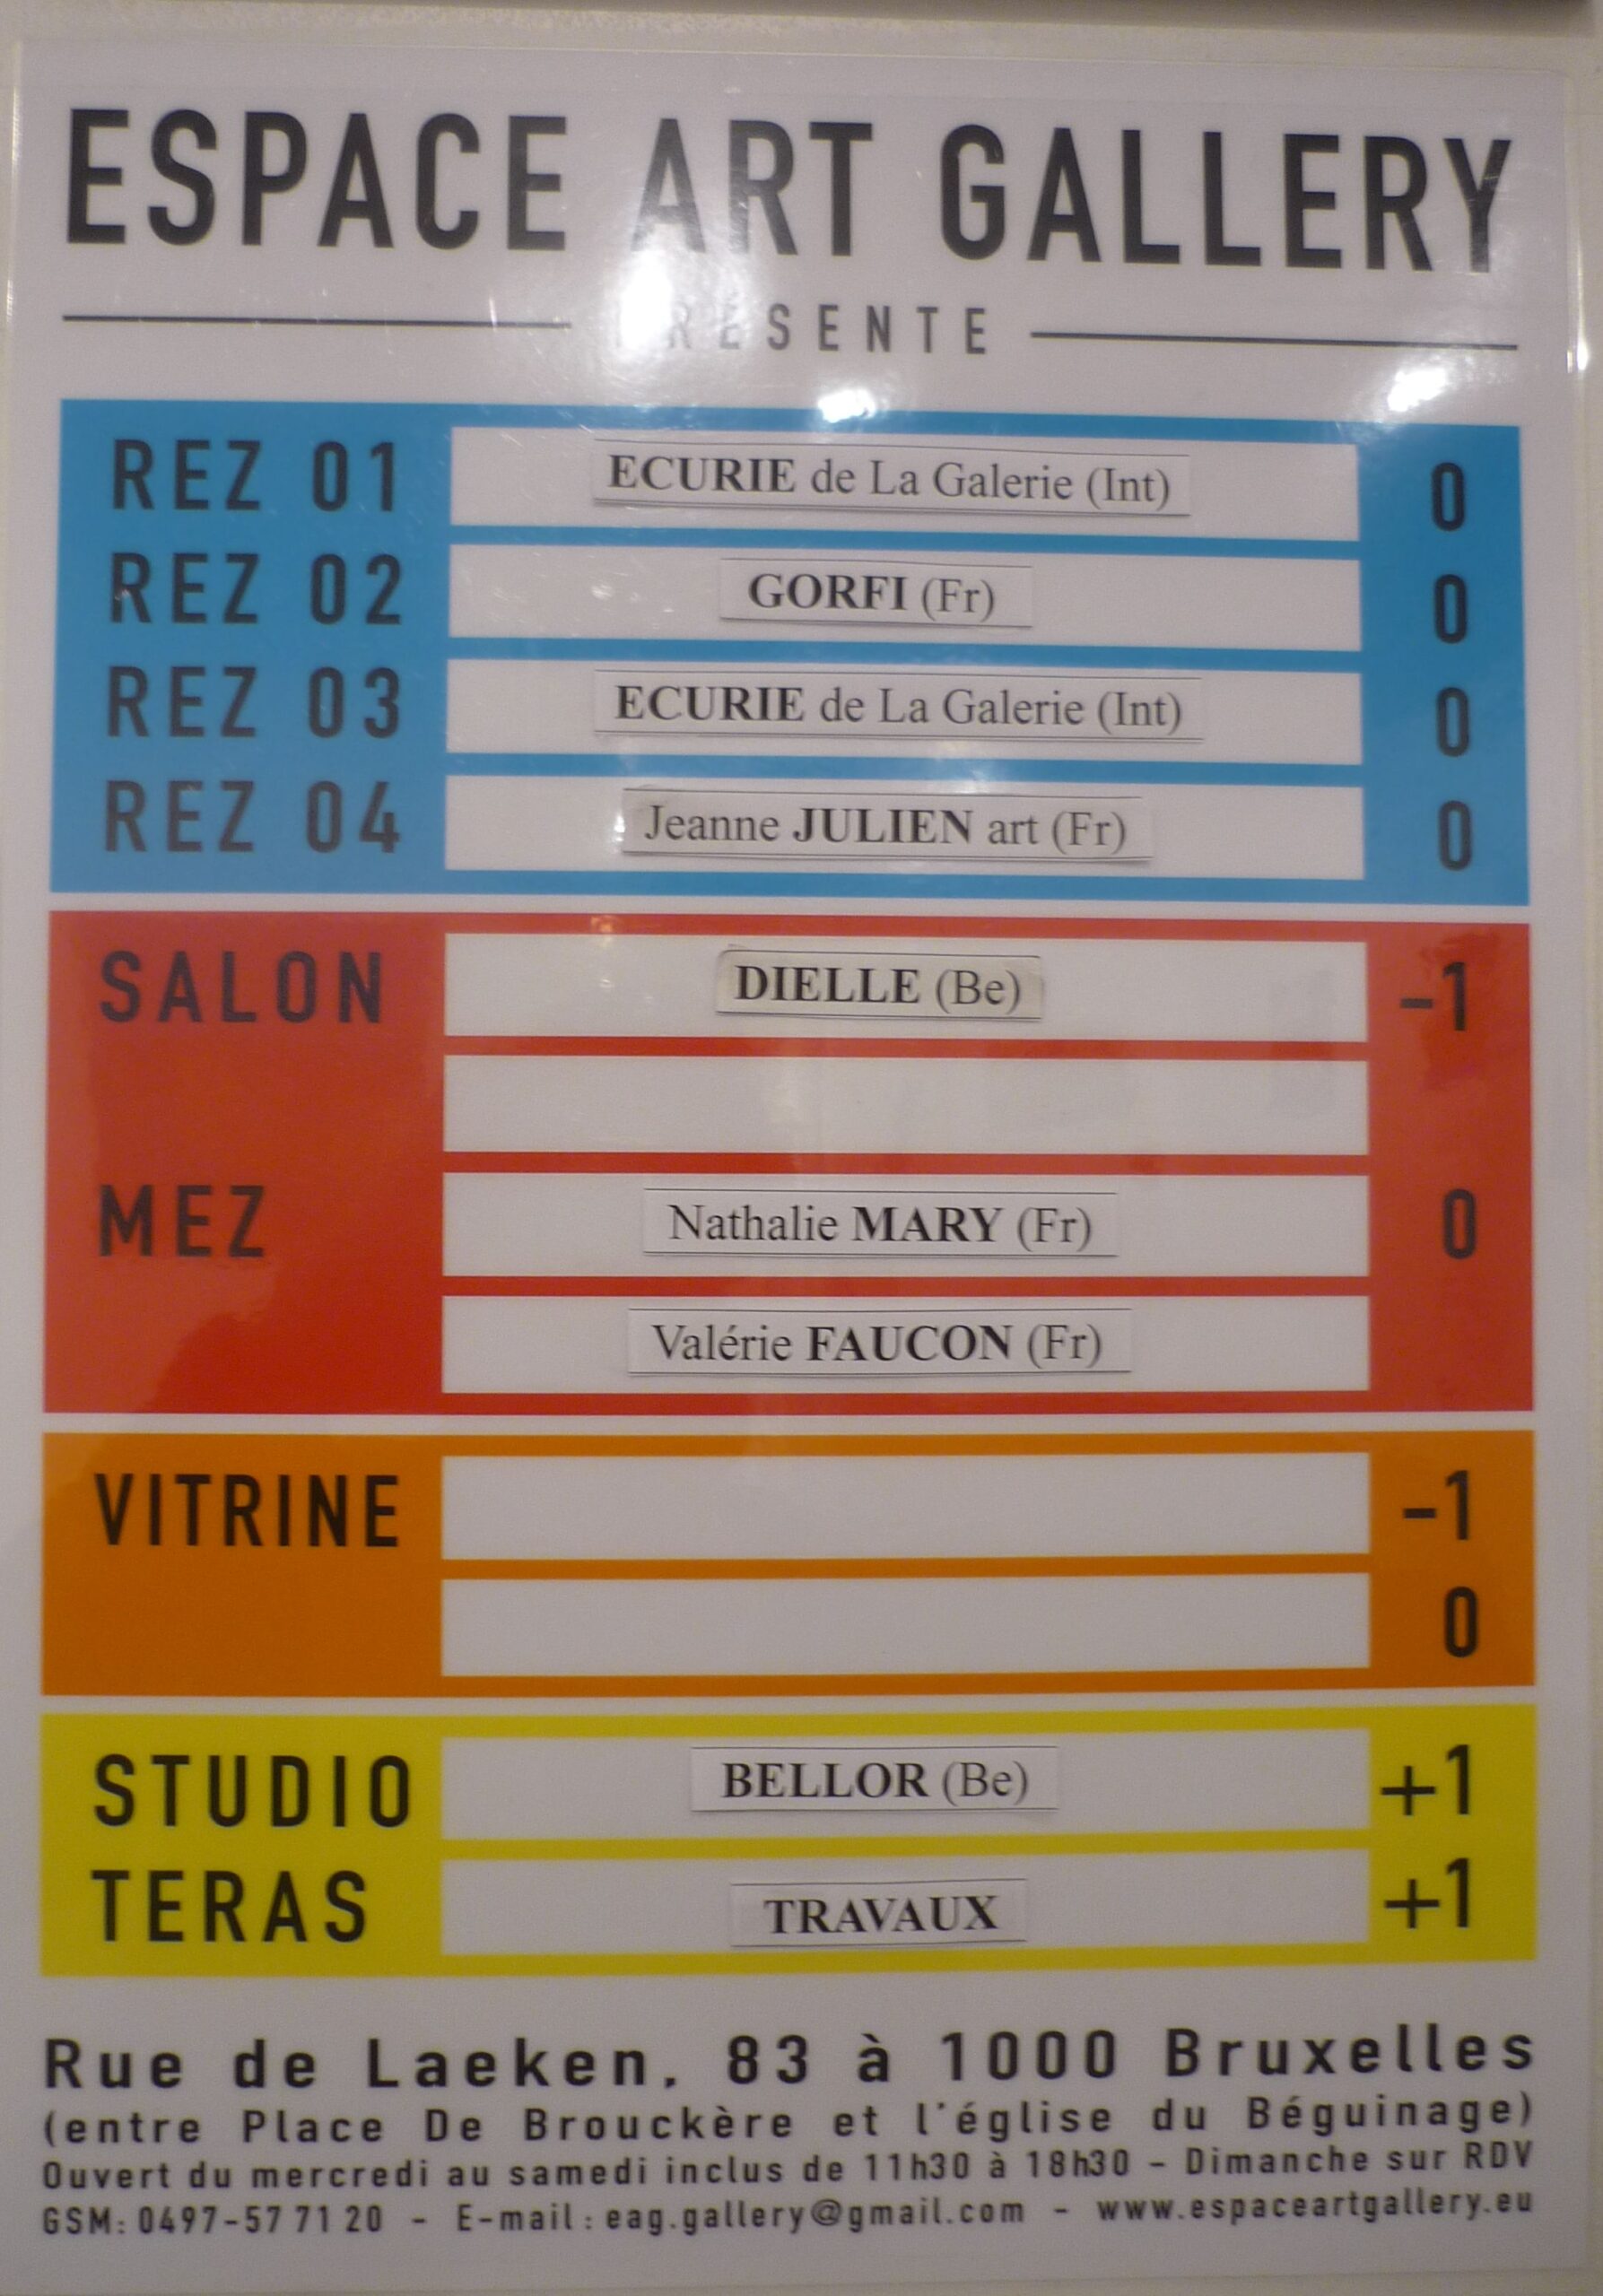 ESPACE ART GALLERY
PRESENTE
REZ 01 ECURIE de La Galerie (Int) 0
REZ 02 GORFI (Fr) 0
REZ 03 ECURIE de La Galerie (Int) 0
REZ 04 Jeanne JULIEN art (Fr) 0
SALON DIELLE (Be) -1
MEZ Nathalie MARY (Fr) 0
Valérie FAUCON (Fr)
VITRINE -1
0
STUDIO BELLOR (Be) +1
TERAS TRAVAUX +1
Rue de Laeken, 83 à 1000 Bruxelles
(entre Place De Brouckère et l'église du Béguinage)
Ouvert du mercredi au samedi inclus de 11h30 à 18h30 - Dimanche sur RDV
GSM: 0497-57 71 20 - E-mail : eag.gallery@gmail.com - www.espaceartgallery.eu